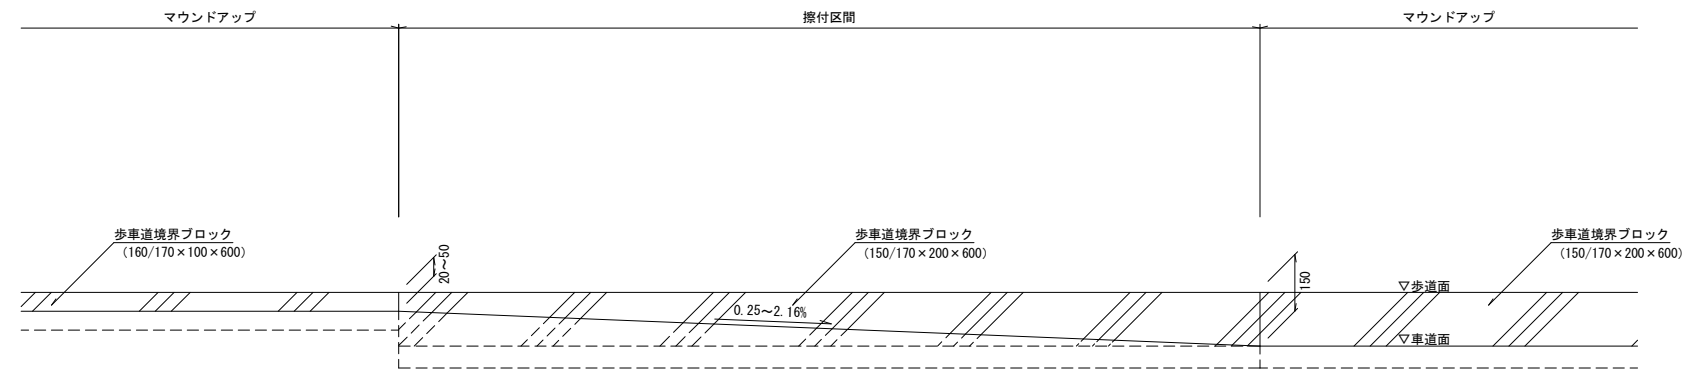 マウンドアップ
擦付区間
マウンドアップ
歩車道境界ブロック
(160/170×100×600)
20～50
歩車道境界ブロック
(150/170×200×600)
0.25～2.16%
150
歩車道境界ブロック
(150/170×200×600)
▽歩道面
▽車道面